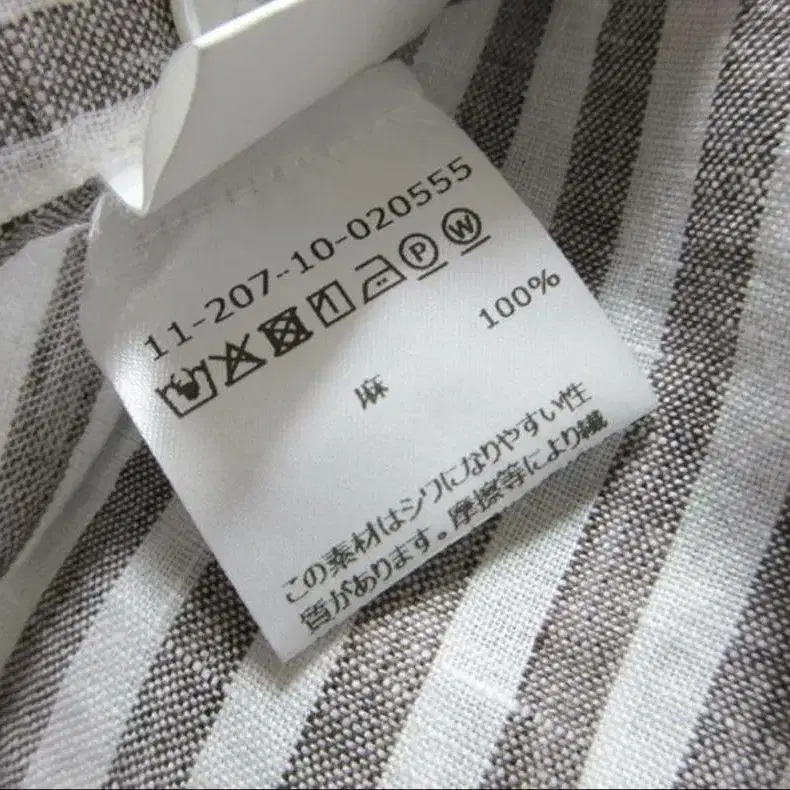 11-207-10-020555
P W
麻 100%
この素材はシワになりやすい性
質があります。摩擦等により繊